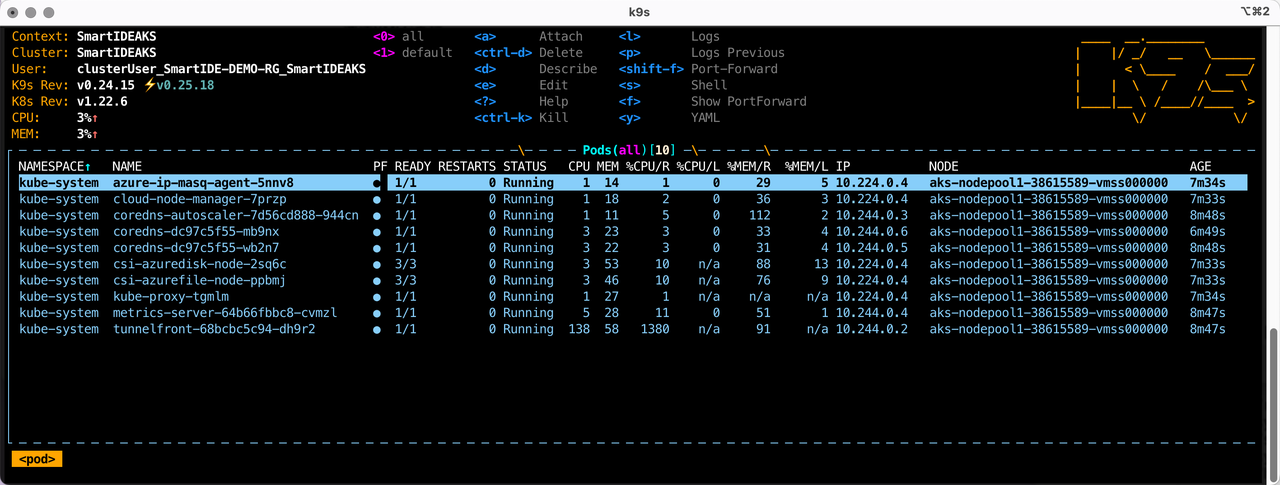 k9s
⌥⌘2
Context: SmartIDEAKS <0> all <a> Attach <l> Logs
Cluster: SmartIDEAKS <1> default <ctrl-d> Delete <p> Logs Previous
User: clusterUser_SmartIDE-DEMO-RG_SmartIDEAKS <d> Describe <shift-f> Port-Forward
K9s Rev: v0.24.15 ⚡v0.25.18 <e> Edit <s> Shell
K8s Rev: v1.22.6 <?> Help <f> Show PortForward
CPU: 3%↑ <ctrl-k> Kill <y> YAML
MEM: 3%↑
Pods(all)[10]
NAMESPACE↑ NAME PF READY RESTARTS STATUS CPU MEM %CPU/R %CPU/L %MEM/R %MEM/L IP NODE AGE
kube-system azure-ip-masq-agent-5nnv8 ● 1/1 0 Running 1 14 1 0 29 5 10.224.0.4 aks-nodepool1-38615589-vmss000000 7m34s
kube-system cloud-node-manager-7przp ● 1/1 0 Running 1 18 2 0 36 3 10.224.0.4 aks-nodepool1-38615589-vmss000000 7m33s
kube-system coredns-autoscaler-7d56cd888-944cn ● 1/1 0 Running 1 11 5 0 112 2 10.244.0.3 aks-nodepool1-38615589-vmss000000 8m48s
kube-system coredns-dc97c5f55-mb9nx ● 1/1 0 Running 3 23 3 0 33 4 10.244.0.6 aks-nodepool1-38615589-vmss000000 6m49s
kube-system coredns-dc97c5f55-wb2n7 ● 1/1 0 Running 3 22 3 0 31 4 10.244.0.5 aks-nodepool1-38615589-vmss000000 8m48s
kube-system csi-azuredisk-node-2sq6c ● 3/3 0 Running 3 53 10 n/a 88 13 10.224.0.4 aks-nodepool1-38615589-vmss000000 7m33s
kube-system csi-azurefile-node-ppbmj ● 3/3 0 Running 3 46 10 n/a 76 9 10.224.0.4 aks-nodepool1-38615589-vmss000000 7m33s
kube-system kube-proxy-tgmlm ● 1/1 0 Running 1 27 1 n/a n/a n/a 10.224.0.4 aks-nodepool1-38615589-vmss000000 7m34s
kube-system metrics-server-64b66fbbc8-cvmzl ● 1/1 0 Running 5 28 11 0 51 1 10.244.0.4 aks-nodepool1-38615589-vmss000000 8m47s
kube-system tunnelfront-68bcbc5c94-dh9r2 ● 1/1 0 Running 138 58 1380 n/a 91 n/a 10.244.0.2 aks-nodepool1-38615589-vmss000000 8m47s
<pod>